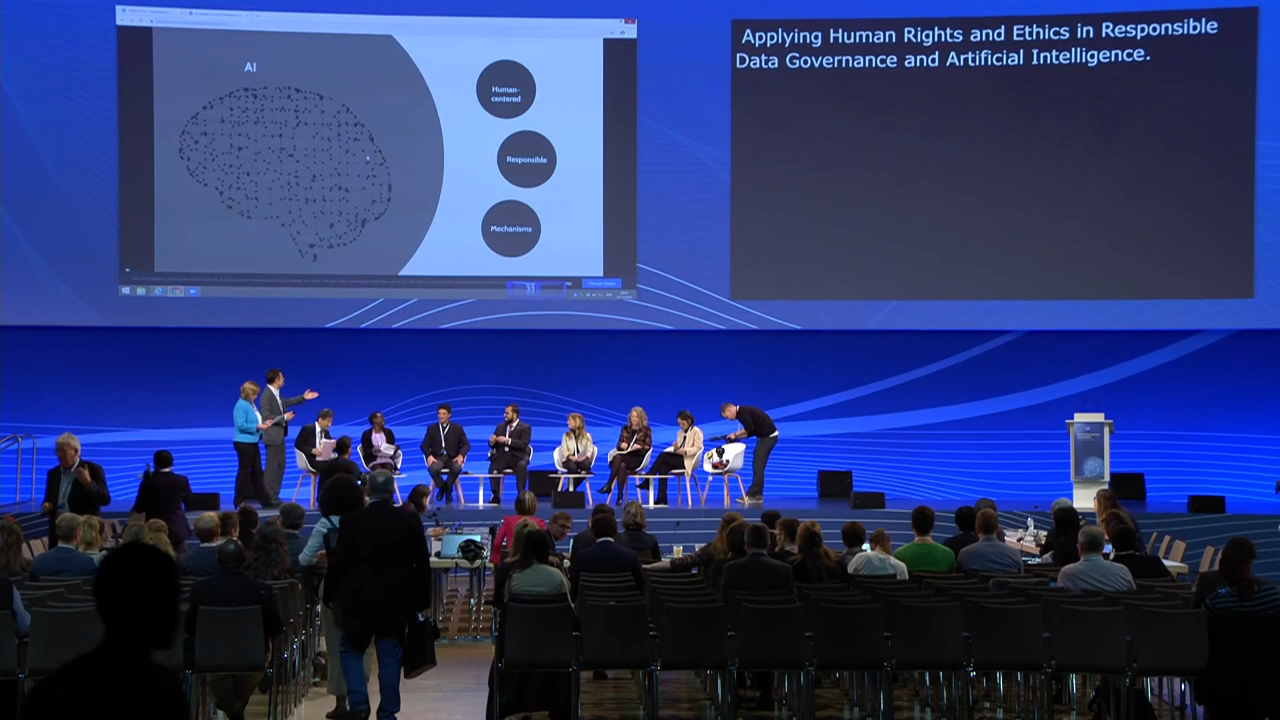 AI
Human-
centered
Responsible
Mechanisms
Applying Human Rights and Ethics in Responsible
Data Governance and Artificial Intelligence.